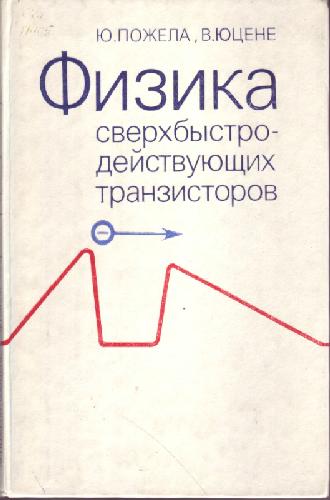 Ю.ПОЖЕЛА, В.ЮЦЕНЕ
Физика
сверхбыстро-
действующих
транзисторов